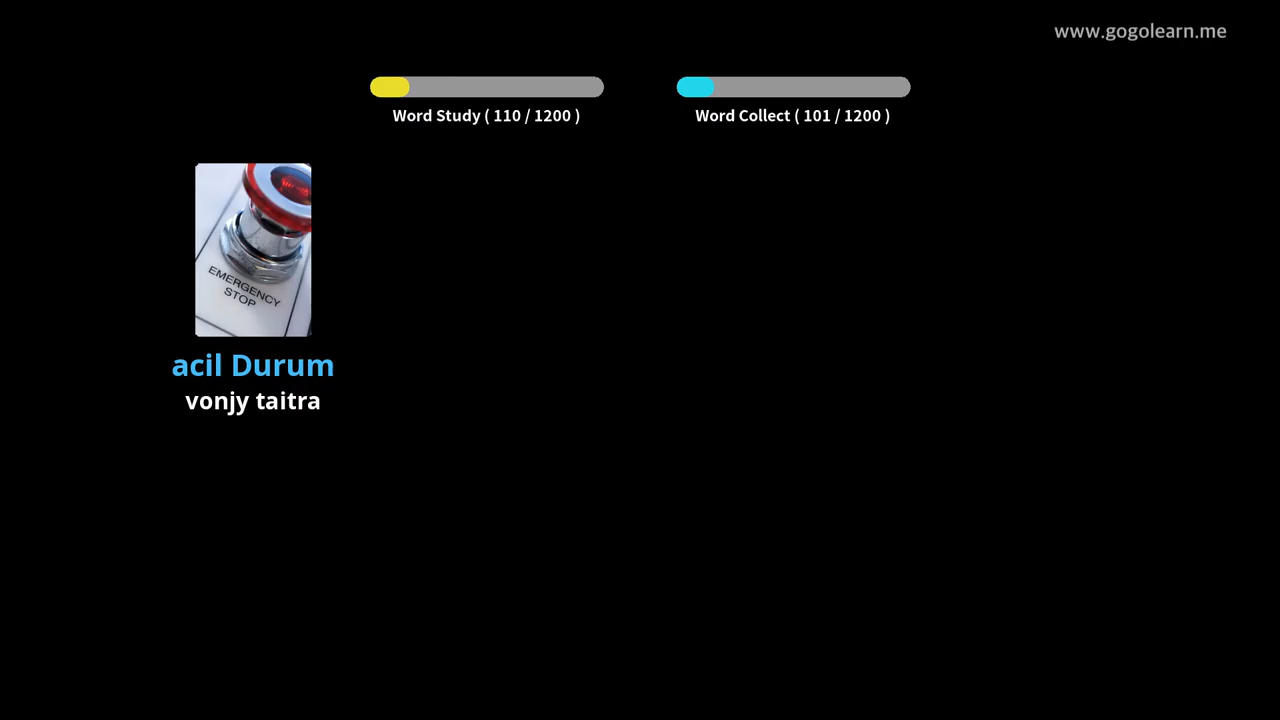 www.gogolearn.me
Word Study ( 110 / 1200 )
Word Collect ( 101 / 1200 )
EMERGENCY
STOP
acil Durum
vonjy taitra